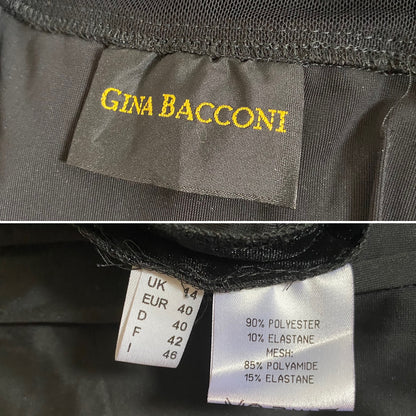 GINA BACCONI
UK 14
EUR 40
D 40
F 42
I 46
90% POLYESTER
10% ELASTANE
MESH:
85% POLYAMIDE
15% ELASTANE